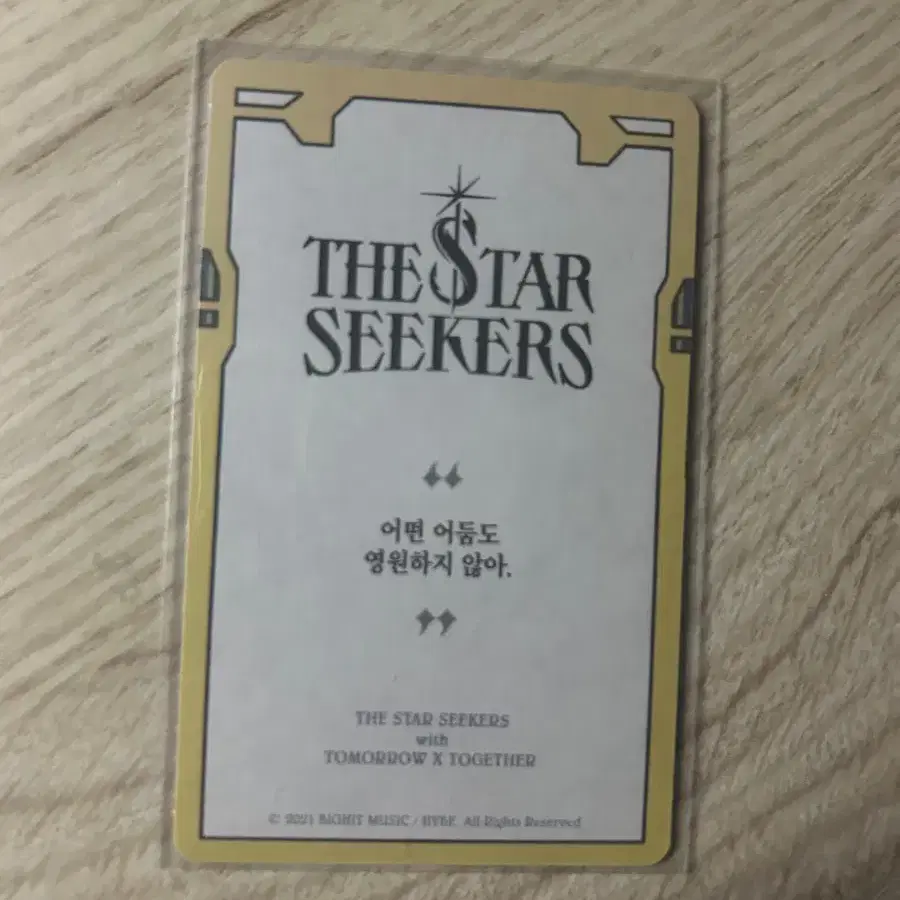 THE STAR
SEEKERS
“
어떤 어둠도
영원하지 않아.
”
THE STAR SEEKERS
with
TOMORROW X TOGETHER
© 2021 BIGHIT MUSIC / HYBE. All Rights Reserved